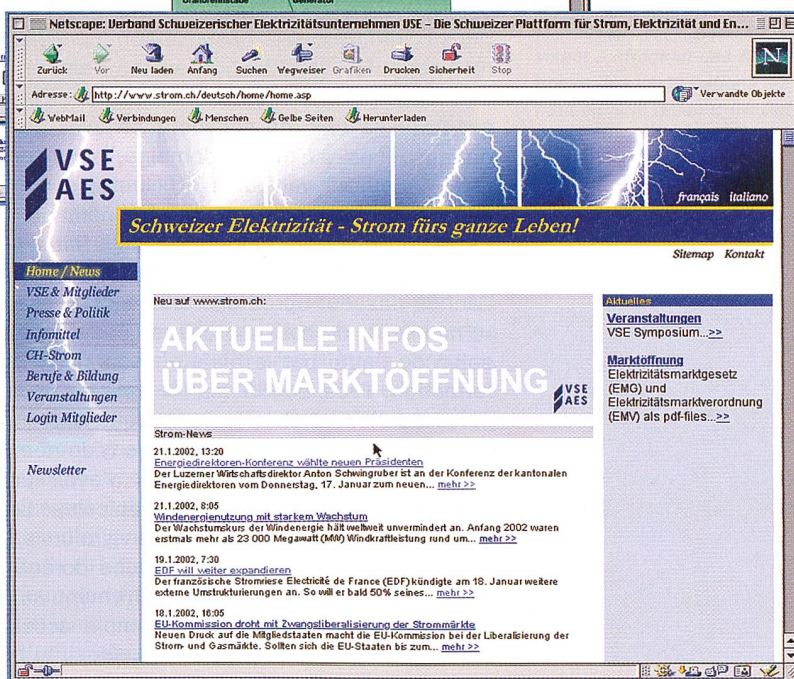 Brennstäbe
Generator
Netscape: Verband Schweizerischer Elektrizitätsunternehmen VSE - Die Schweizer Plattform für Strom, Elektrizität und En...
Zurück Vor Neu laden Anfang Suchen Wegweiser Grafiken Drucken Sicherheit Stop
N
Adresse: http://www.strom.ch/deutsch/home/home.asp Verwandte Objekte
WebMail Verbindungen Menschen Gelbe Seiten Herunterladen
VSE
AES
français italiano
Schweizer Elektrizität - Strom fürs ganze Leben!
Sitemap Kontakt
Home / News
VSE & Mitglieder
Presse & Politik
Infomittel
CH-Strom
Berufe & Bildung
Veranstaltungen
Login Mitglieder
Newsletter
Neu auf www.strom.ch:
AKTUELLE INFOS
ÜBER MARKTÖFFNUNG
VSE
AES
Strom-News
21.1.2002, 13:20
Energiedirektoren-Konferenz wählte neuen Präsidenten
Der Luzerner Wirtschaftsdirektor Anton Schwingruber ist an der Konferenz der kantonalen
Energiedirektoren vom Donnerstag, 17. Januar zum neuen... mehr >>
21.1.2002, 8:05
Windenergienutzung mit starkem Wachstum
Der Wachstumskurs der Windenergie hält weltweit unvermindert an. Anfang 2002 waren
erstmals mehr als 23 000 Megawatt (MW) Windkraftleistung rund um... mehr >>
19.1.2002, 7:30
EDF will weiter expandieren
Der französische Stromriese Electricité de France (EDF) kündigte am 18. Januar weitere
externe Umstrukturierungen an. So will er bald 50% seines... mehr >>
18.1.2002, 16:05
EU-Kommission droht mit Zwangsliberalisierung der Strommärkte
Neuen Druck auf die Mitgliedstaaten macht die EU-Kommission bei der Liberalisierung der
Strom- und Gasmärkte. Sollten sich die EU-Staaten bis zum... mehr >>
Aktuelles
Veranstaltungen
VSE Symposium...>>
Marktöffnung
Elektrizitätsmarktgesetz
(EMG) und
Elektrizitätsmarktverordnung
(EMV) als pdf-files...>>